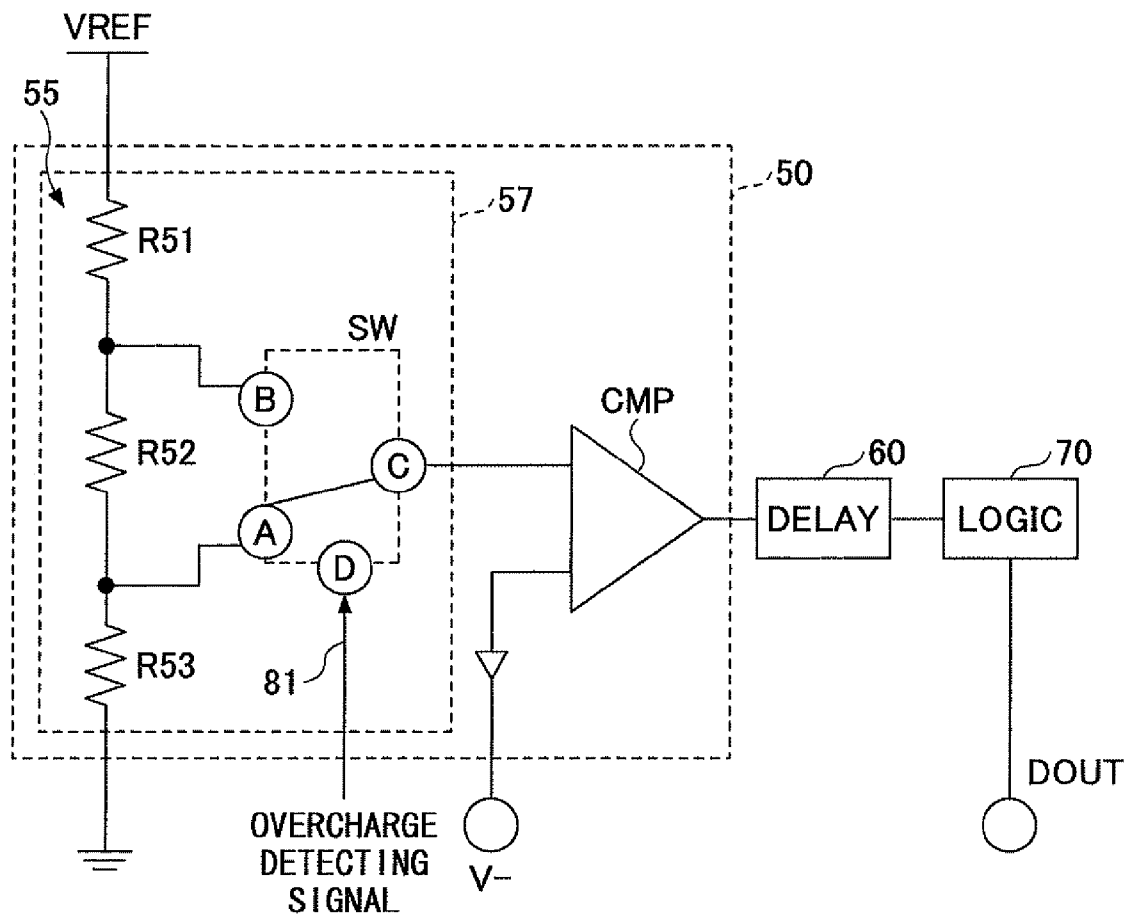 VREF
55
50
57
R51
SW
B
CMP
R52
C
60
70
A
DELAY
LOGIC
D
R53
81
DOUT
OVERCHARGE
DETECTING
SIGNAL
V-